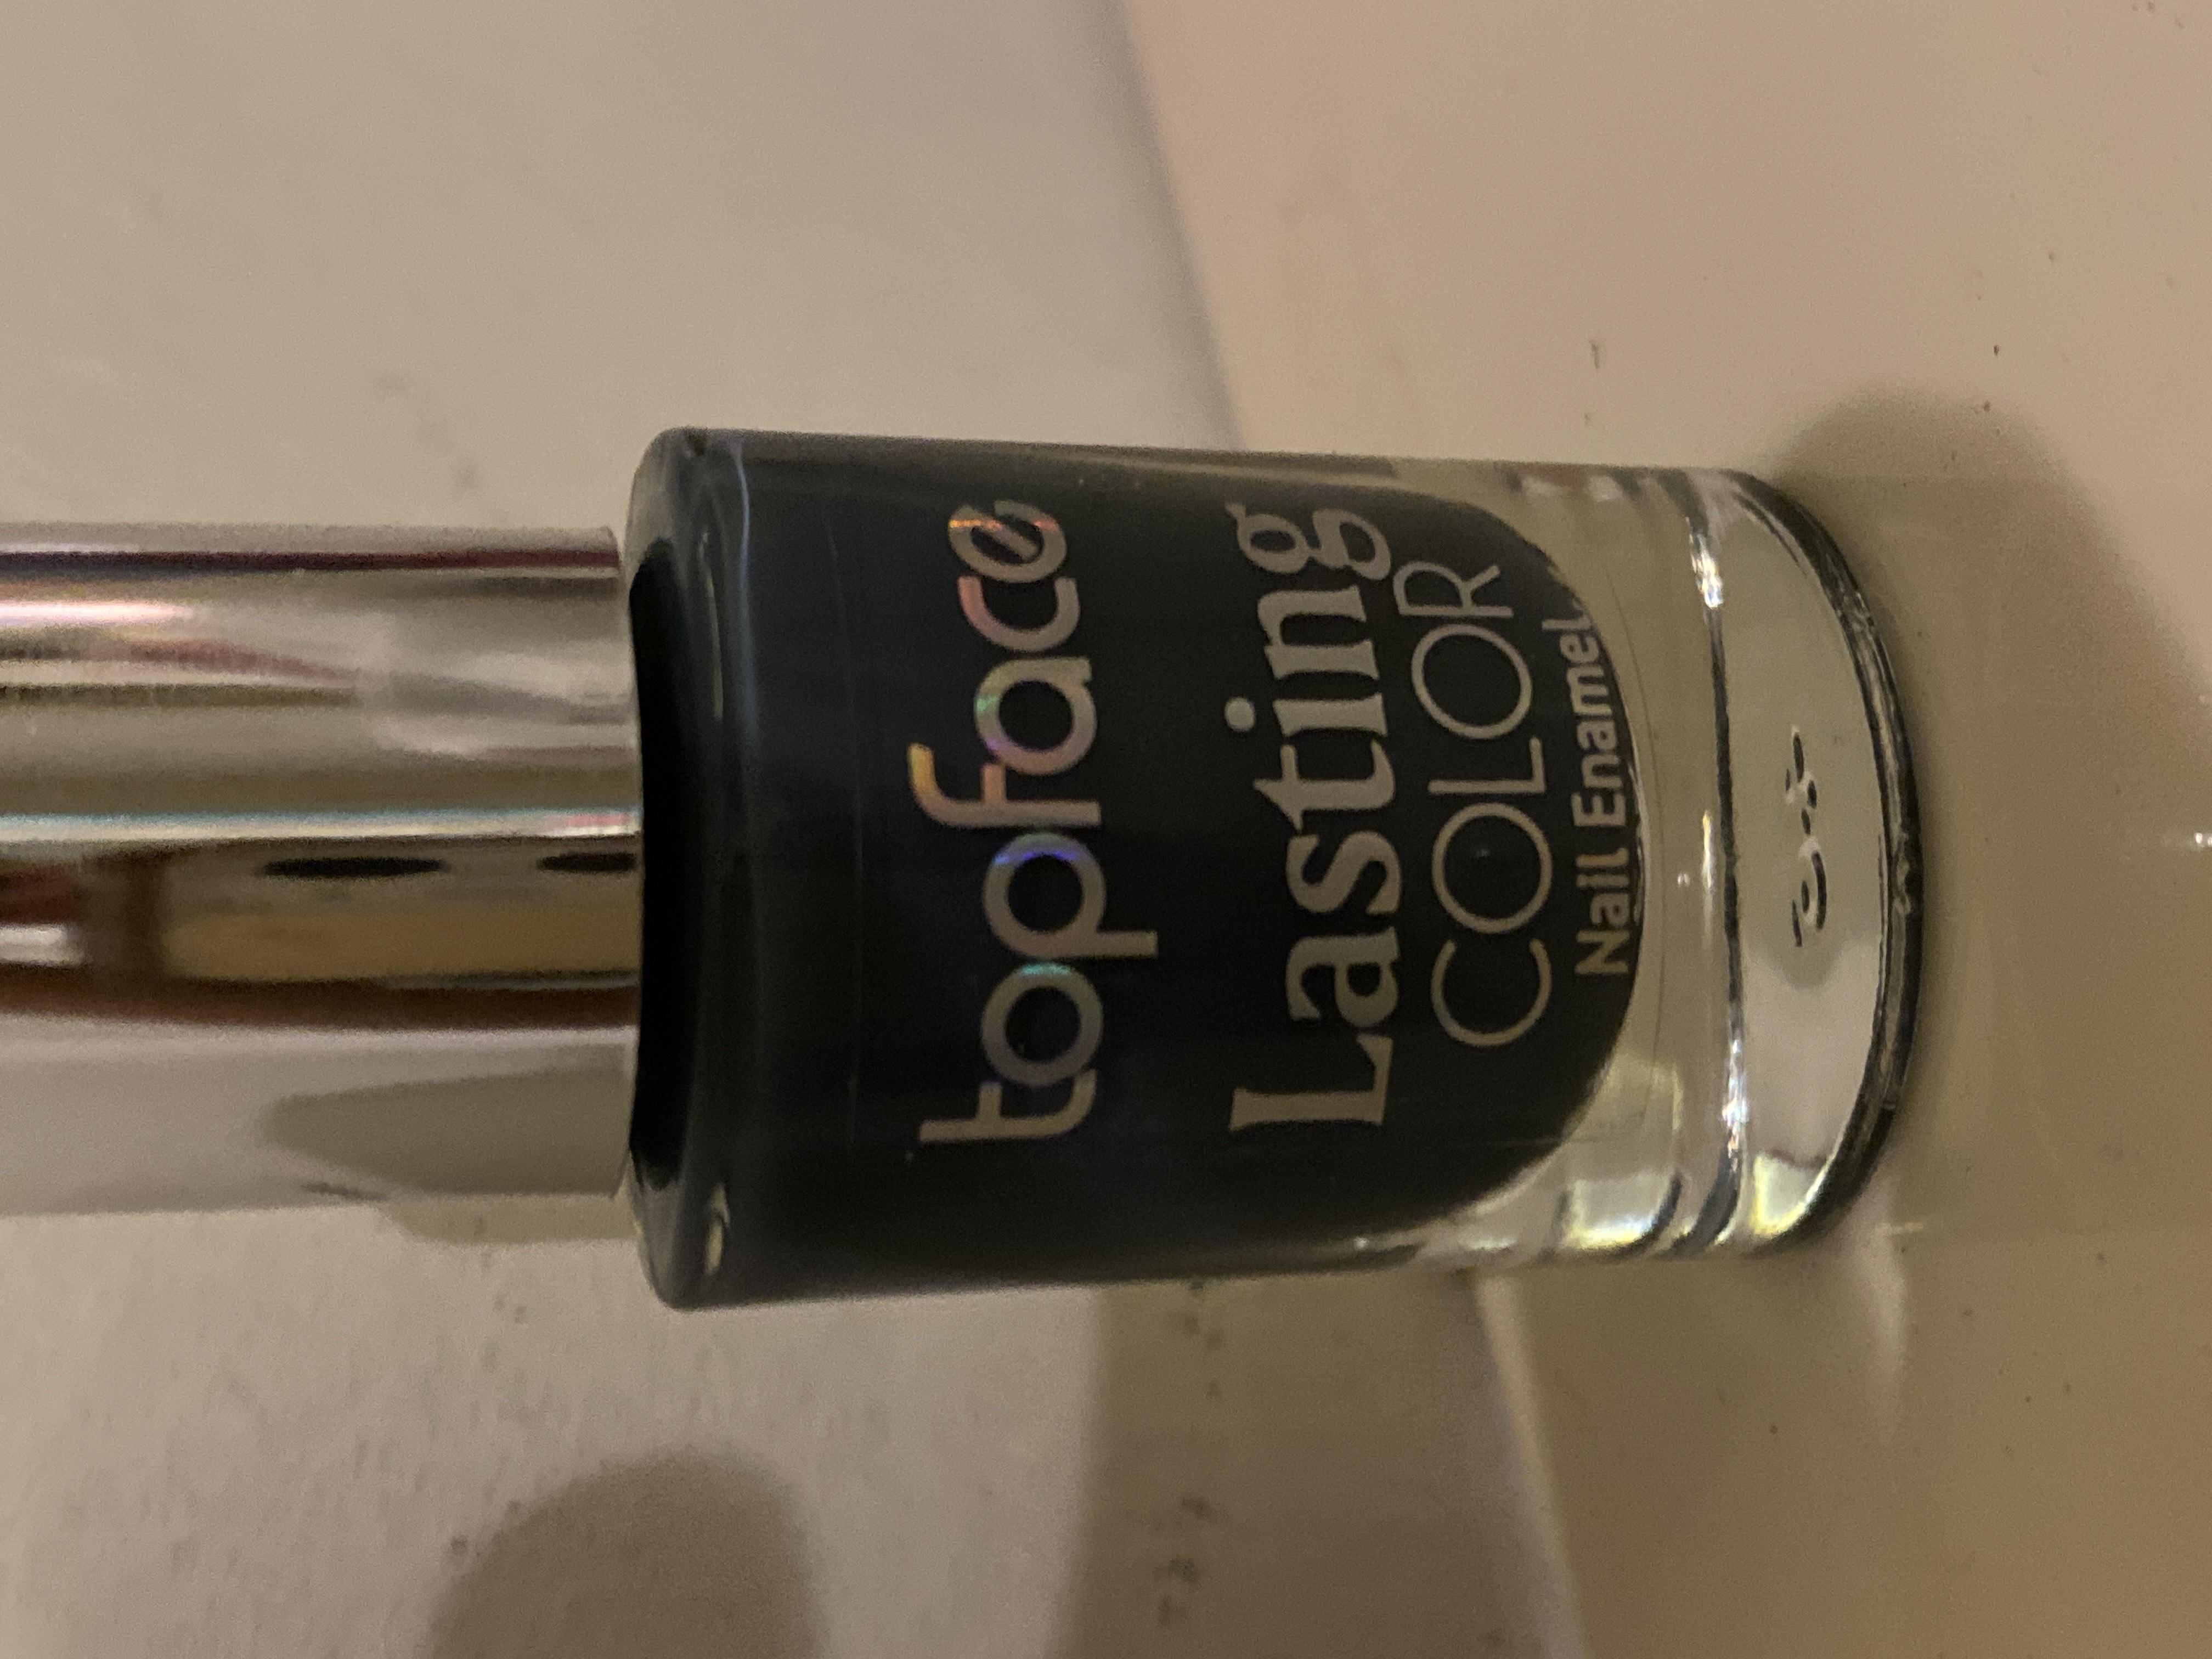 topface
Lasting
COLOR
Nail Enamel